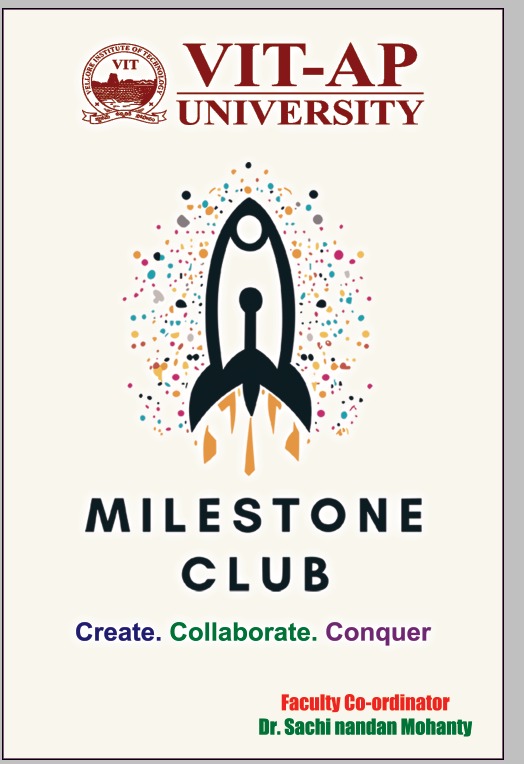 VELLORE INSTITUTE OF TECHNOLOGY
VIT
VIT-AP
UNIVERSITY
MILESTONE
CLUB
Create. Collaborate. Conquer
Faculty Co-ordinator
Dr. Sachi nandan Mohanty